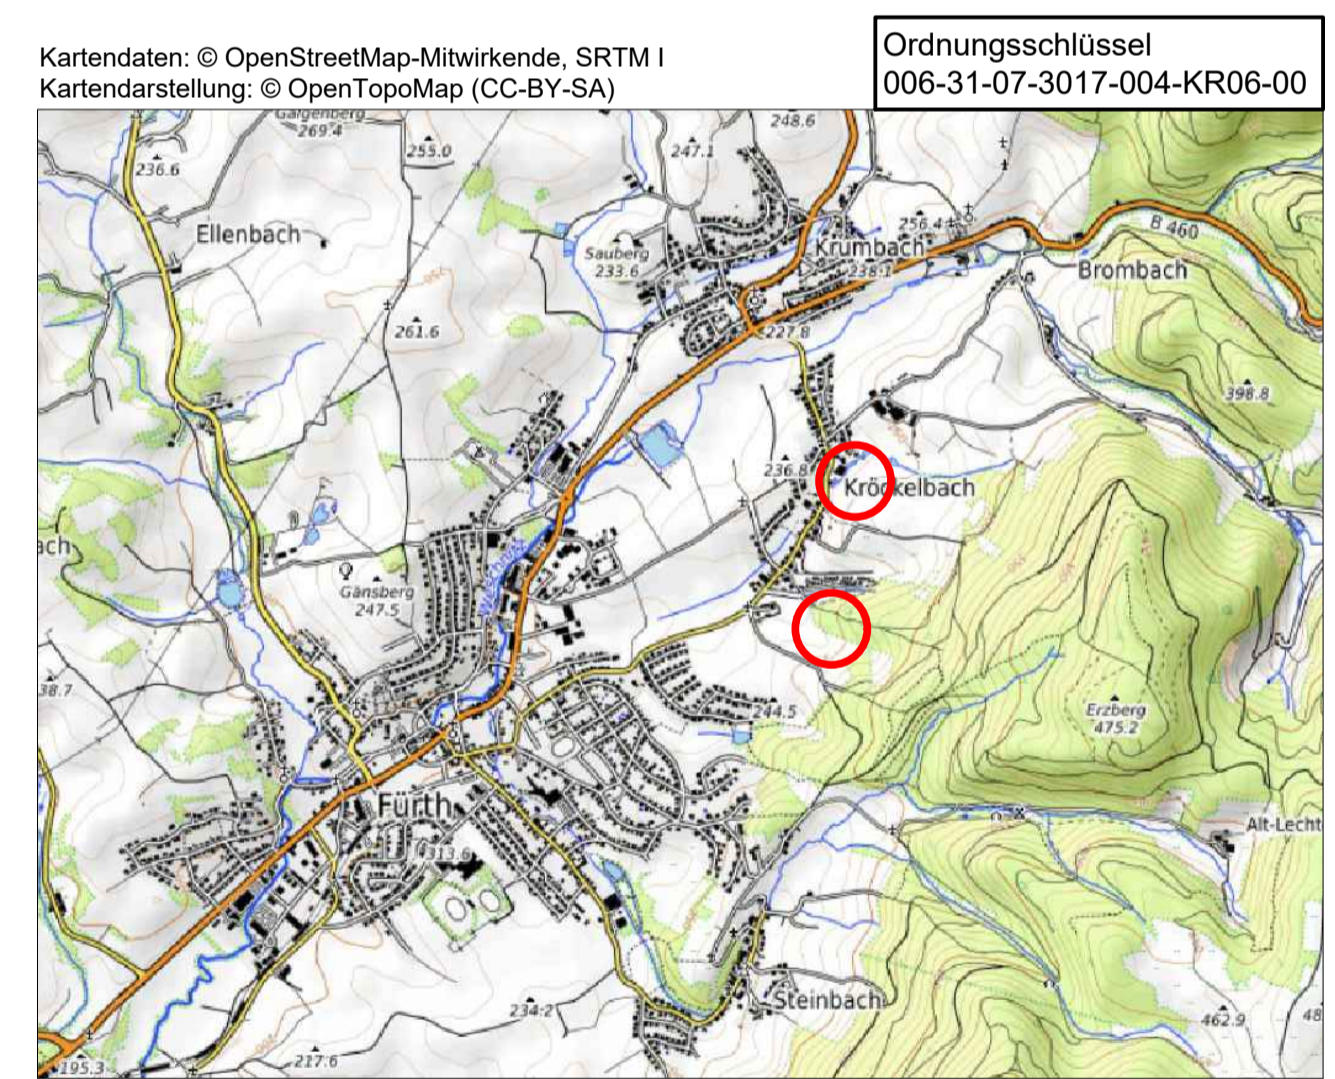 Kartendaten: © OpenStreetMap-Mitwirkende, SRTM I
Kartendarstellung: © OpenTopoMap (CC-BY-SA)
Ordnungsschlüssel
006-31-07-3017-004-KR06-00
Galgenberg
269.4
248.6
255.0
247.1
236.6
Ellenbach
256.4
B 460
Sauberg
233.6
Krumbach
238.1
Brombach
261.6
227.8
398.8
236.8
Kröckelbach
ach
Gänsberg
247.5
38.7
244.5
Erzberg
475.2
Fürth
313.6
Alt-Lecht
Steinbach
234.2
462.9
48
217.6
195.3